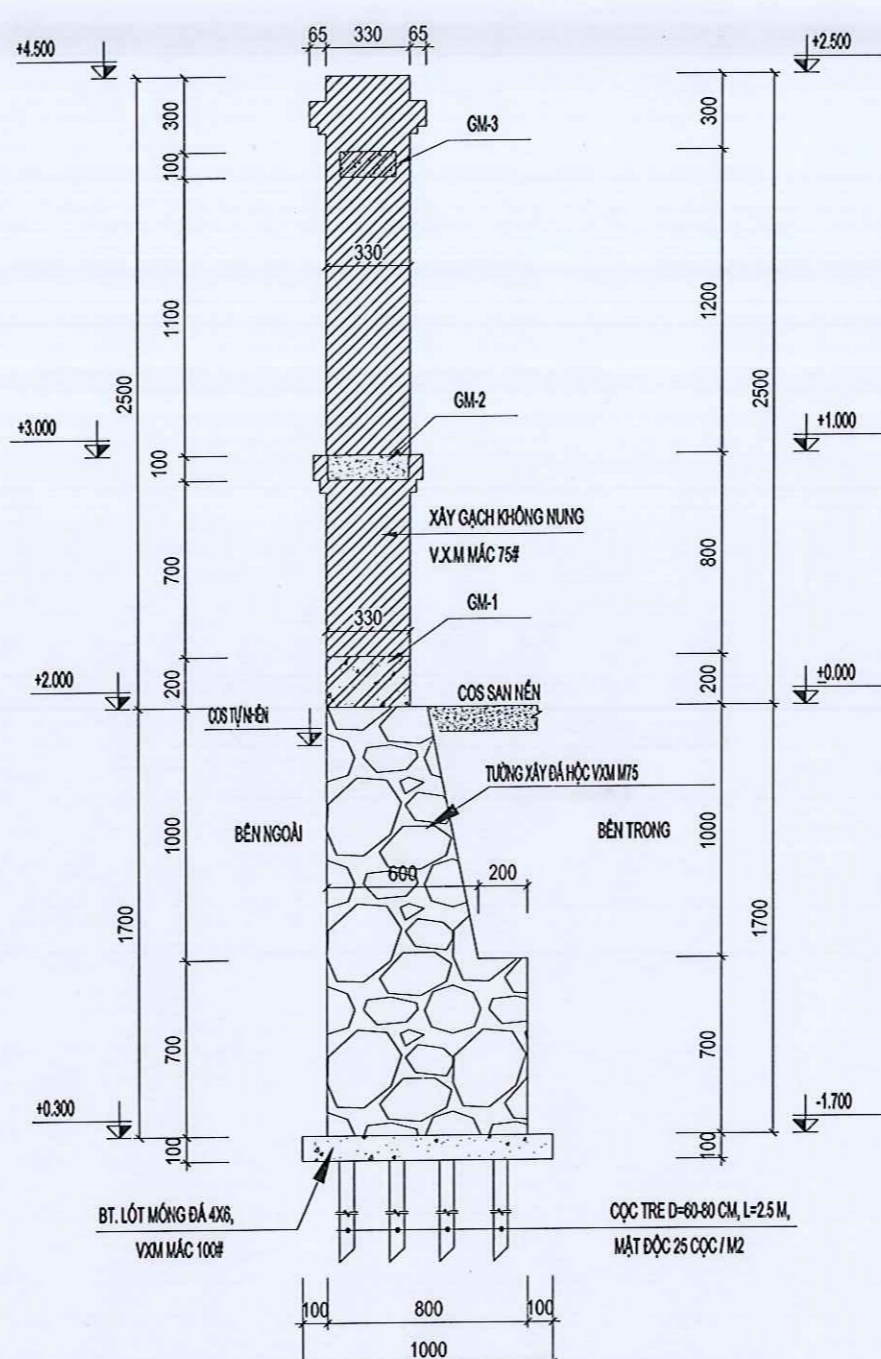 65 330 65
+4.500
+2.500
300
300
GM-3
100
100
330
1100
1200
2500
2500
GM-2
+3.000
+1.000
100
XÂY GẠCH KHÔNG NUNG
V.X.M MÁC 75#
700
800
GM-1
330
+2.000
+0.000
200
200
COS SAN NỀN
COS TỰ NHÊN
TƯỜNG XÂY ĐÁ HỘC VXM M75
BÊN NGOÀI
BÊN TRONG
1000
1000
600 200
1700
1700
700
700
+0.300
-1.700
100
100
BT. LÓT MÓNG ĐÁ 4X6,
VXM MÁC 100#
CỌC TRE D=60-80 CM, L=2.5 M,
MẬT ĐỘC 25 CỌC / M2
100 800 100
1000